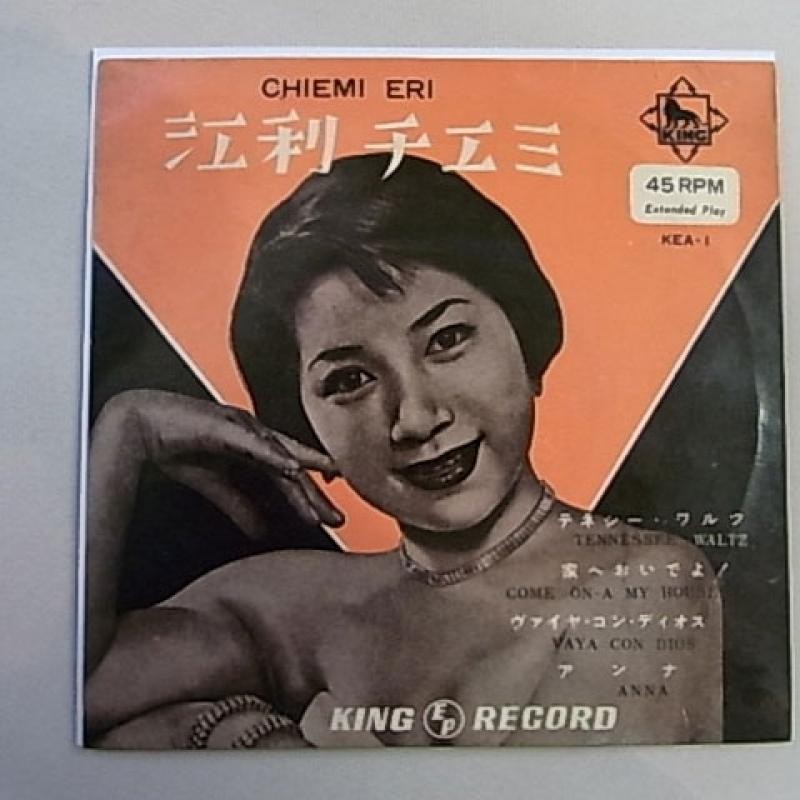 CHIEMI ERI
江利チエミ
KING
45 RPM
Extended Play
KEA-1
テネシー・ワルツ
TENNESSEE WALTZ
家へおいでよ!
COME ON-A MY HOUSE
ヴァイヤ・コン・ディオス
VAYA CON DIOS
アンナ
ANNA
KING EP RECORD